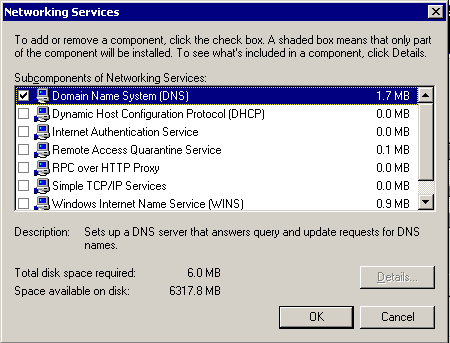 Networking Services
To add or remove a component, click the check box. A shaded box means that only part
of the component will be installed. To see what's included in a component, click Details.
Subcomponents of Networking Services:
Domain Name System (DNS) 1.7 MB
Dynamic Host Configuration Protocol (DHCP) 0.0 MB
Internet Authentication Service 0.0 MB
Remote Access Quarantine Service 0.1 MB
RPC over HTTP Proxy 0.0 MB
Simple TCP/IP Services 0.0 MB
Windows Internet Name Service (WINS) 0.9 MB
Description: Sets up a DNS server that answers query and update requests for DNS
names.
Total disk space required: 6.0 MB
Space available on disk: 6317.8 MB
Details...
OK Cancel